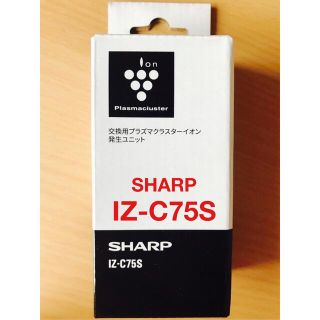 ion
Plasmacluster
交換用プラズマクラスターイオン
発生ユニット
SHARP
IZ-C75S
SHARP
IZ-C75S